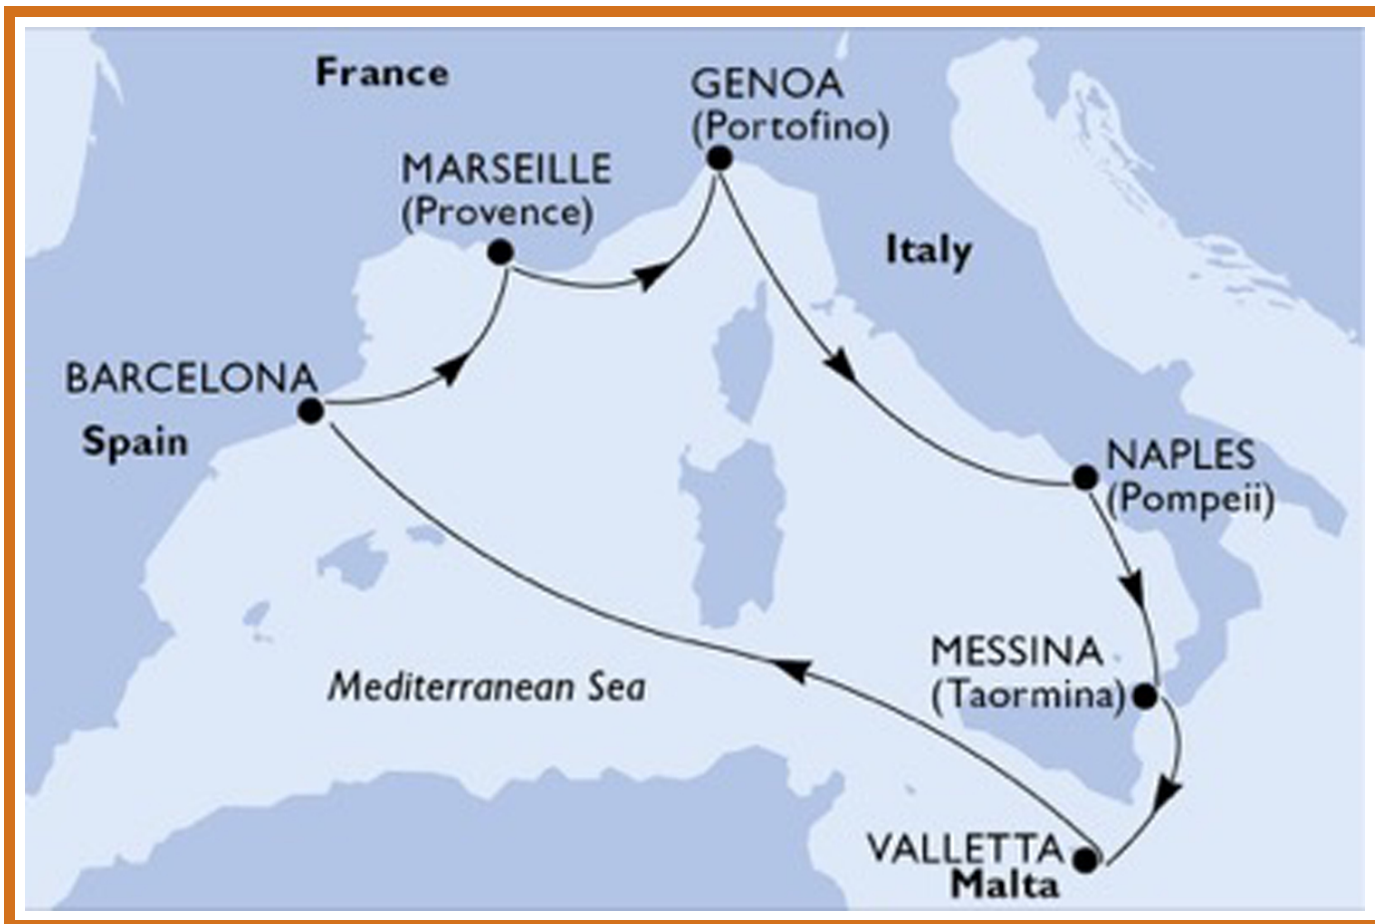 France
GENOA
(Portofino)
MARSEILLE
(Provence)
Italy
BARCELONA
Spain
NAPLES
(Pompeii)
MESSINA
(Taormina)
Mediterranean Sea
VALLETTA
Malta